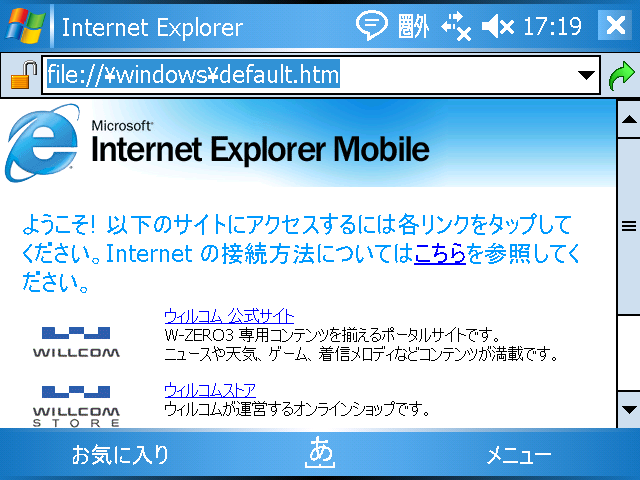 Internet Explorer
圏外
17:19
file://¥windows¥default.htm
Microsoft
Internet Explorer Mobile
ようこそ! 以下のサイトにアクセスするには各リンクをタップして
ください。Internet の接続方法についてはこちらを参照してく
ださい。
ウィルコム 公式サイト
W-ZERO3 専用コンテンツを揃えるポータルサイトです。
ニュースや天気、ゲーム、着信メロディなどコンテンツが満載です。
WILLCOM
ウィルコムストア
ウィルコムが運営するオンラインショップです。
WILLCOM
STORE
お気に入り
あ
メニュー